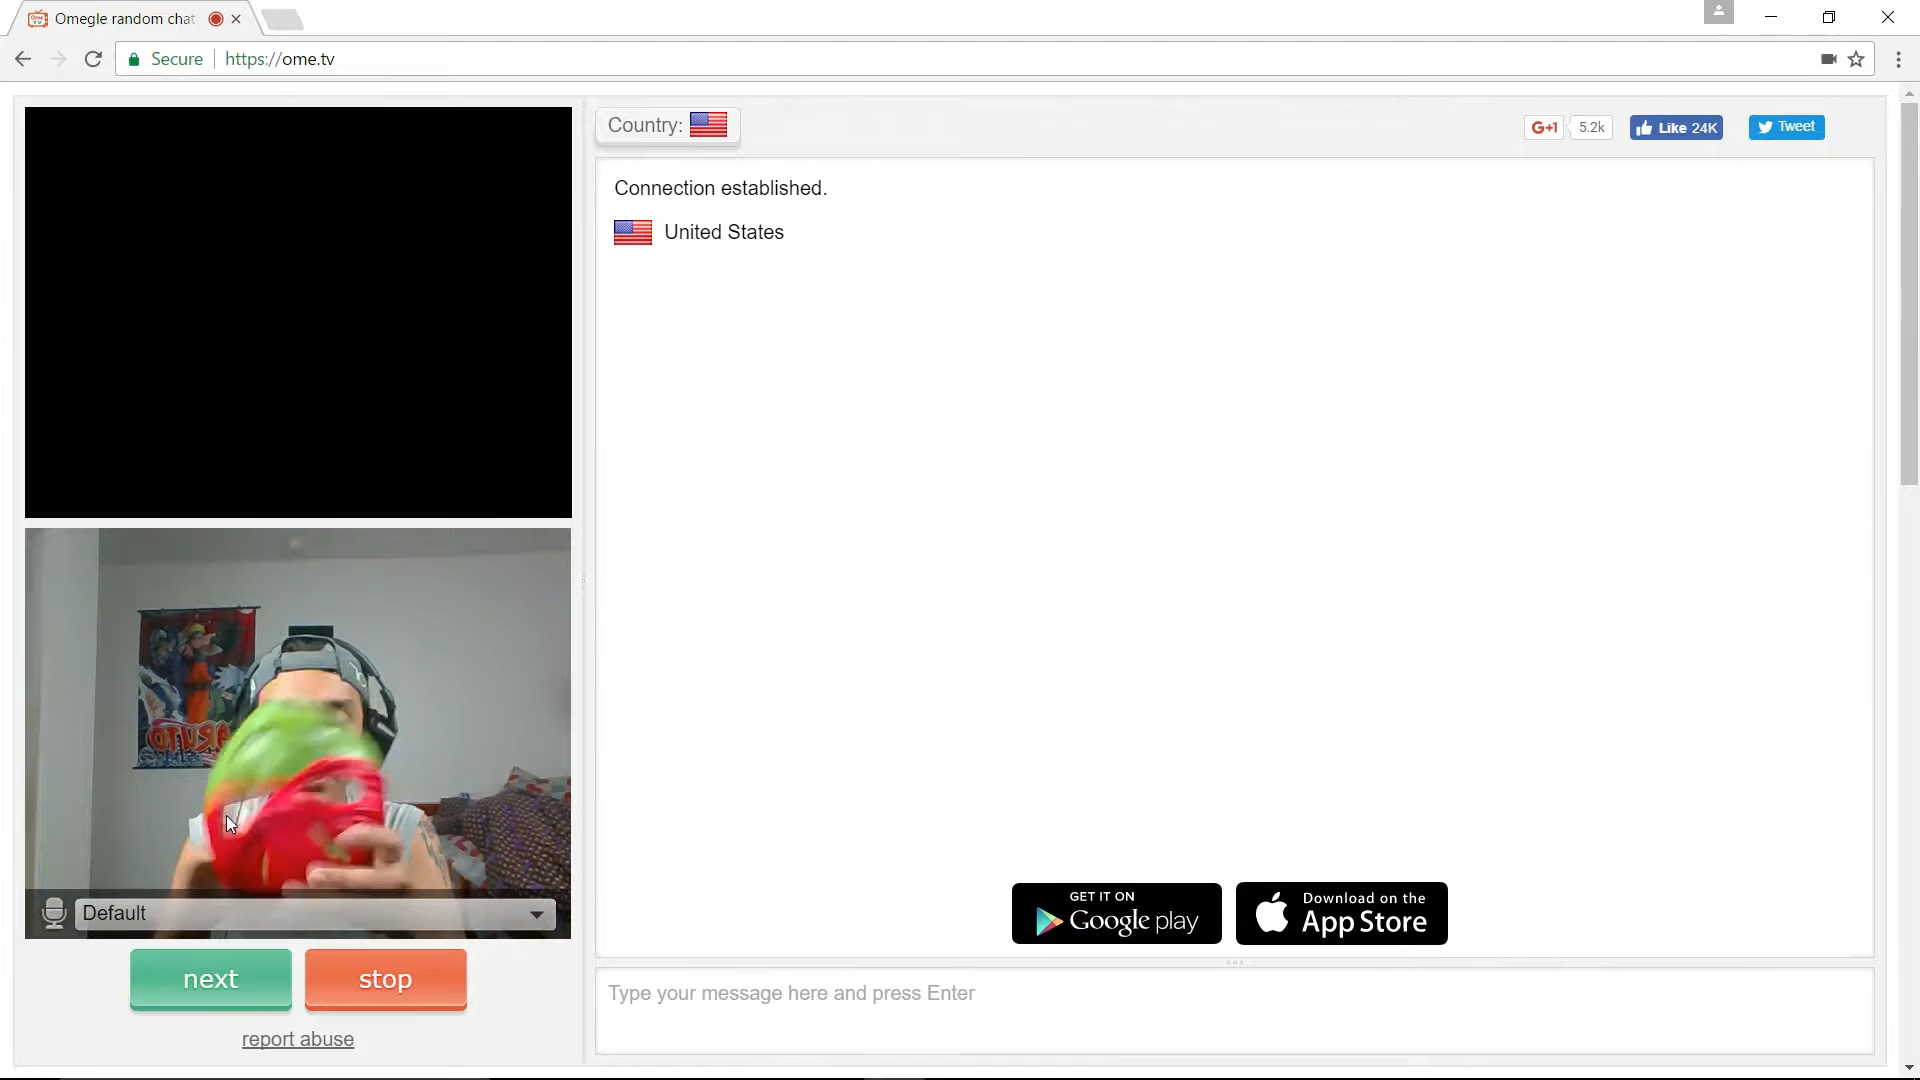 Omegle random chat
Secure
https://ome.tv
Country:
G+1
5.2k
Like 24K
Tweet
Connection established.
United States
Default
GET IT ON
Google play
Download on the
App Store
next
stop
report abuse
Type your message here and press Enter